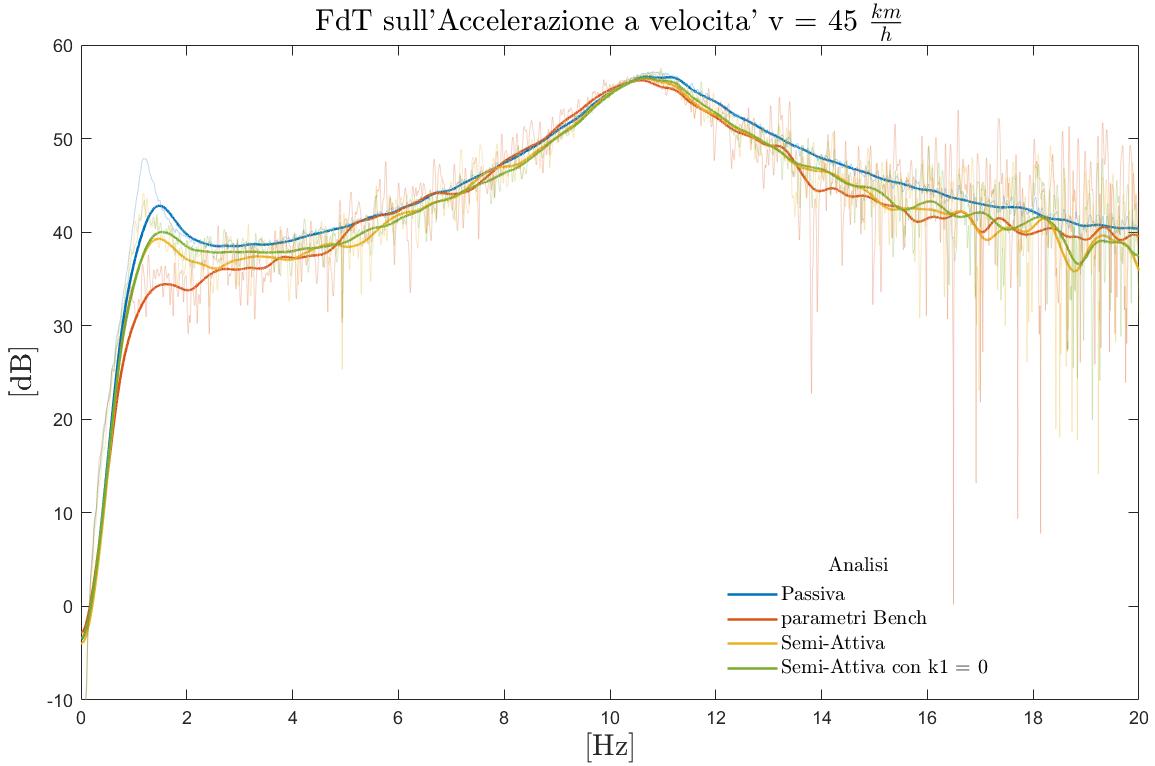 FdT sull'Accelerazione a velocita' v = 45 km/h
60
50
40
30
20
10
0
-10
[dB]
Analisi
Passiva
parametri Bench
Semi-Attiva
Semi-Attiva con k1 = 0
0 2 4 6 8 10 12 14 16 18 20
[Hz]